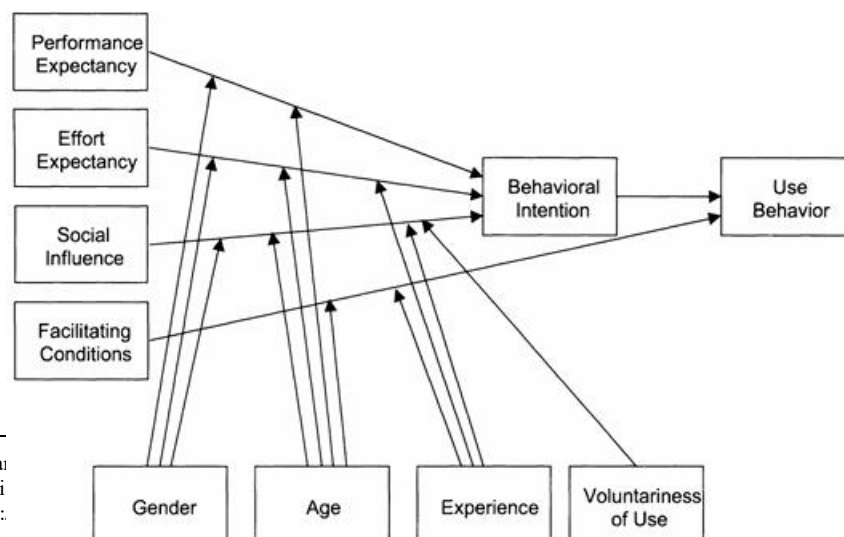 Performance
Expectancy
Effort
Expectancy
Social
Influence
Facilitating
Conditions
Behavioral
Intention
Use
Behavior
Gender
Age
Experience
Voluntariness
of Use